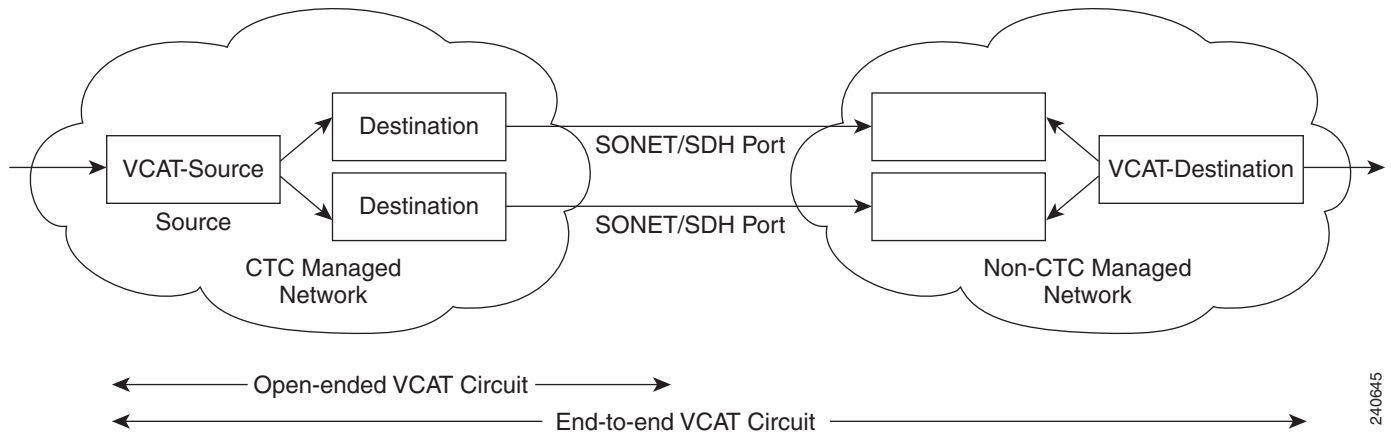 Destination
SONET/SDH Port
VCAT-Source
VCAT-Destination
Destination
Source
SONET/SDH Port
CTC Managed
Network
Non-CTC Managed
Network
Open-ended VCAT Circuit
End-to-end VCAT Circuit
240645